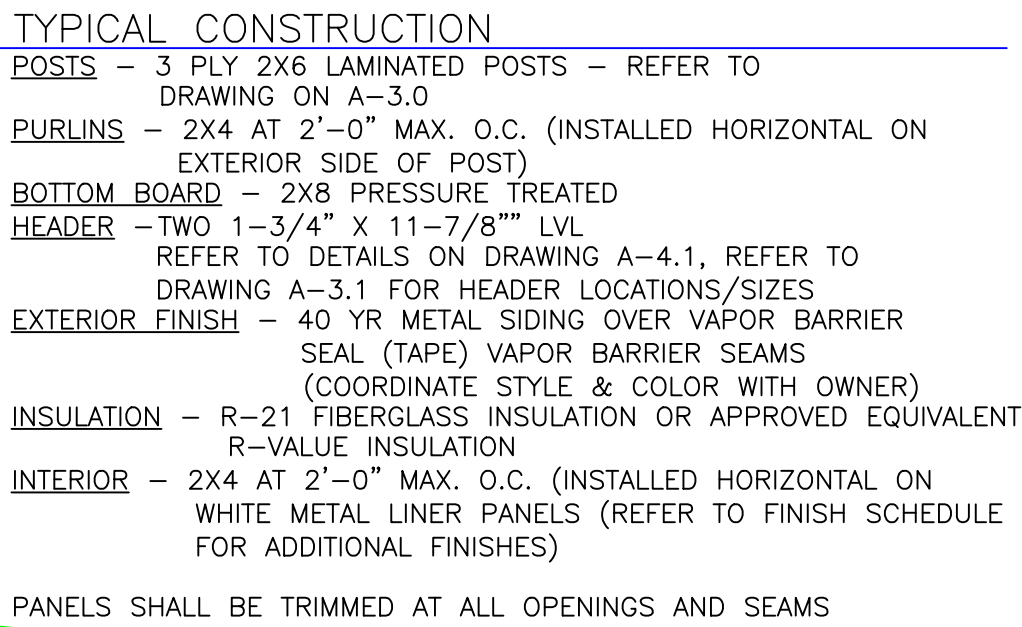 TYPICAL CONSTRUCTION
POSTS – 3 PLY 2X6 LAMINATED POSTS – REFER TO
DRAWING ON A–3.0
PURLINS – 2X4 AT 2'–0" MAX. O.C. (INSTALLED HORIZONTAL ON
EXTERIOR SIDE OF POST)
BOTTOM BOARD – 2X8 PRESSURE TREATED
HEADER –TWO 1–3/4" X 11–7/8"" LVL
REFER TO DETAILS ON DRAWING A–4.1, REFER TO
DRAWING A–3.1 FOR HEADER LOCATIONS/SIZES
EXTERIOR FINISH – 40 YR METAL SIDING OVER VAPOR BARRIER
SEAL (TAPE) VAPOR BARRIER SEAMS
(COORDINATE STYLE & COLOR WITH OWNER)
INSULATION – R–21 FIBERGLASS INSULATION OR APPROVED EQUIVALENT
R–VALUE INSULATION
INTERIOR – 2X4 AT 2'–0" MAX. O.C. (INSTALLED HORIZONTAL ON
WHITE METAL LINER PANELS (REFER TO FINISH SCHEDULE
FOR ADDITIONAL FINISHES)
PANELS SHALL BE TRIMMED AT ALL OPENINGS AND SEAMS